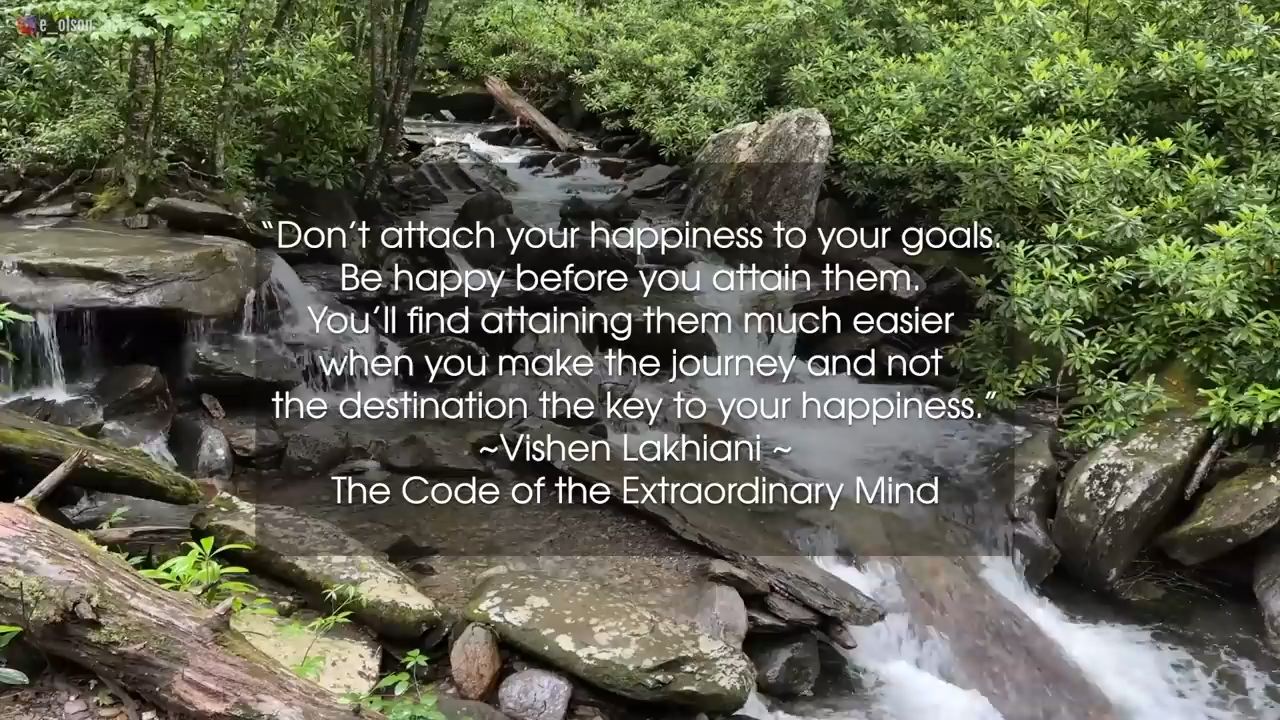 “Don’t attach your happiness to your goals.
Be happy before you attain them.
You’ll find attaining them much easier
when you make the journey and not
the destination the key to your happiness.”
~Vishen Lakhiani ~
The Code of the Extraordinary Mind